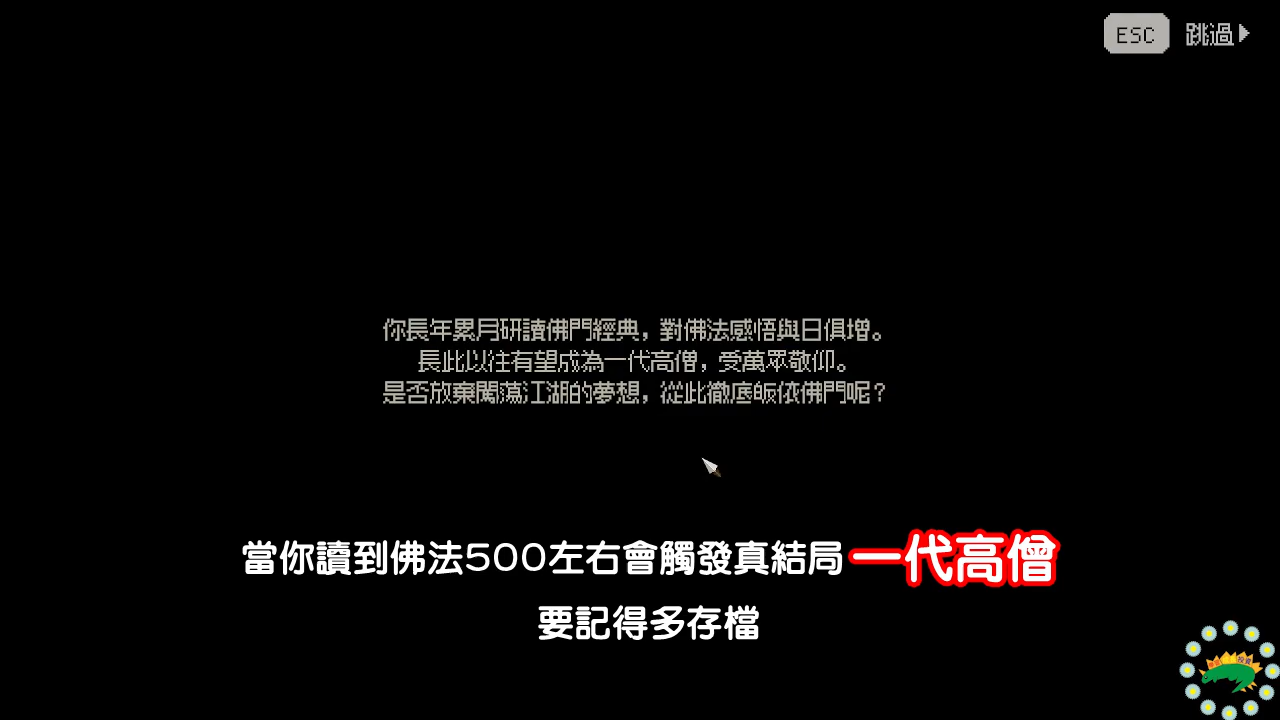 ESC 跳過
你長年累月研讀佛門經典，對佛法感悟與日俱增。
長此以往有望成為一代高僧，受萬眾敬仰。
是否放棄闖蕩江湖的夢想，從此徹底皈依佛門呢？
當你讀到佛法500左右會觸發真結局一代高僧
要記得多存檔